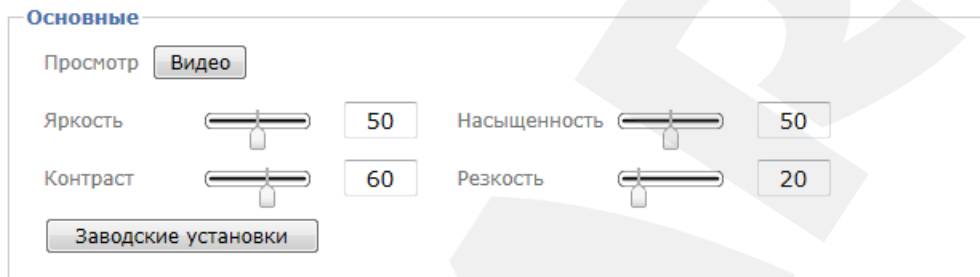 Основные
Просмотр Видео
Яркость 50 Насыщенность 50
Контраст 60 Резкость 20
Заводские установки